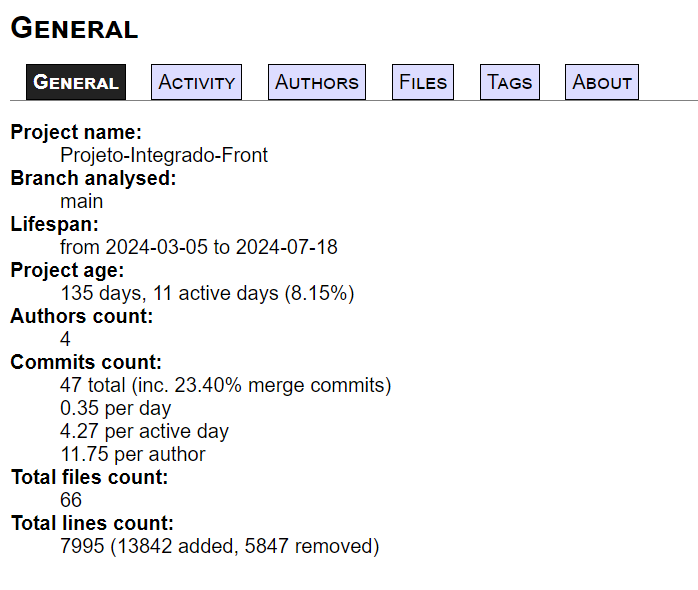 General
General Activity Authors Files Tags About
Project name:
Projeto-Integrado-Front
Branch analysed:
main
Lifespan:
from 2024-03-05 to 2024-07-18
Project age:
135 days, 11 active days (8.15%)
Authors count:
4
Commits count:
47 total (inc. 23.40% merge commits)
0.35 per day
4.27 per active day
11.75 per author
Total files count:
66
Total lines count:
7995 (13842 added, 5847 removed)